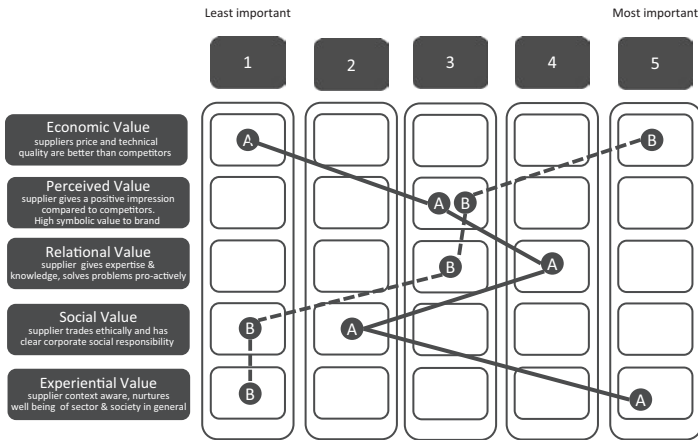 Least important Most important
1 2 3 4 5
Economic Value
suppliers price and technical
quality are better than competitors
A B
Perceived Value
supplier gives a positive impression
compared to competitors.
High symbolic value to brand
A B
Relational Value
supplier gives expertise &
knowledge, solves problems pro-actively
B A
Social Value
supplier trades ethically and has
clear corporate social responsibility
B A
Experiential Value
supplier context aware, nurtures
well being of sector & society in general
B A